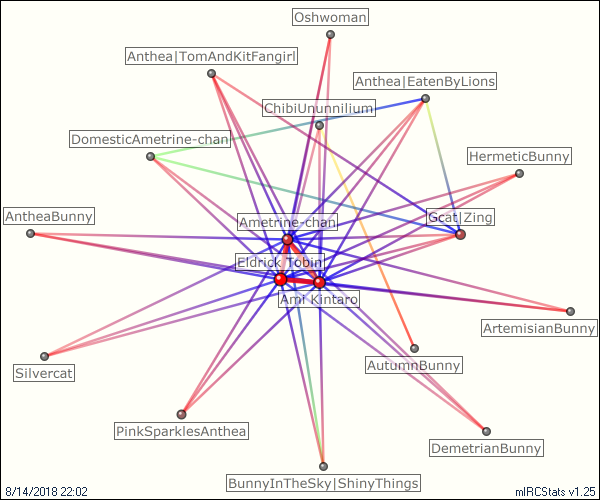 Oshwoman
Anthea|TomAndKitFangirl
Anthea|EatenByLions
ChibiUnunnilium
DomesticAmetrine-chan
HermeticBunny
AntheaBunny
Ametrine-chan
Gcat|Zing
Eldrick_Tobin
Ami_Kintaro
ArtemisianBunny
Silvercat
AutumnBunny
PinkSparklesAnthea
DemetrianBunny
BunnyInTheSky|ShinyThings
8/14/2018 22:02
mIRCStats v1.25